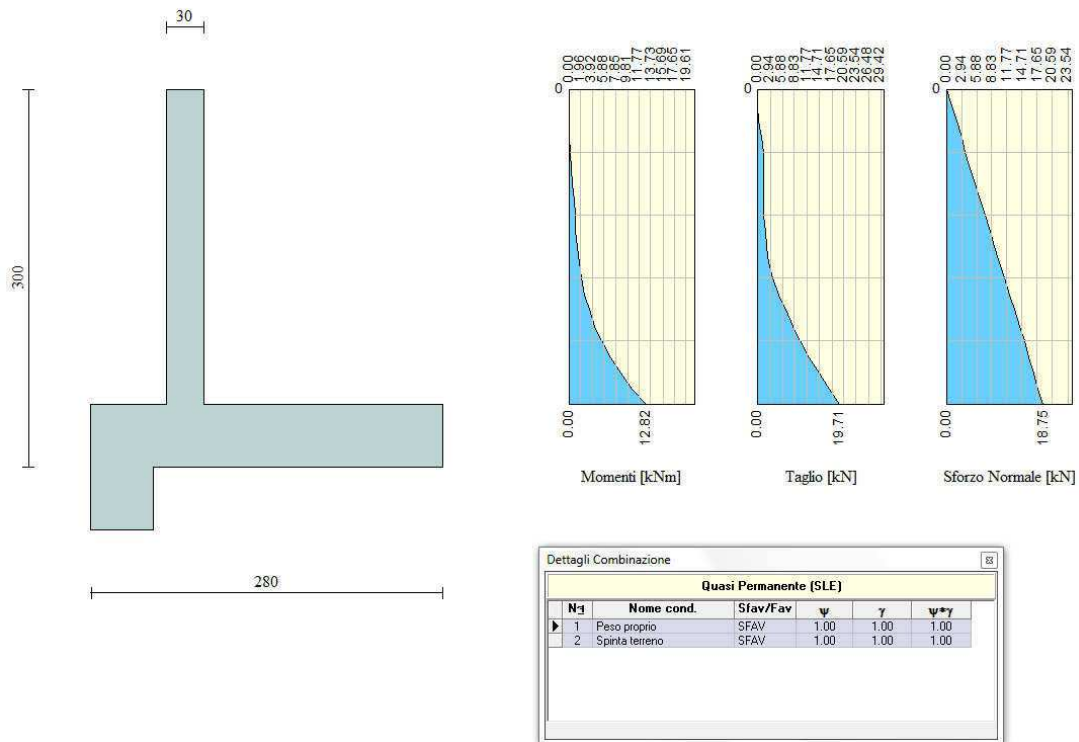 30
300
280
0
0.00 1.96 3.92 5.88 7.85 9.81 11.77 13.73 15.69 17.65 19.61
0.00 12.82
Momenti [kNm]
0
0.00 2.94 5.88 8.83 11.77 14.71 17.65 20.59 23.54 26.48 29.42
0.00 19.71
Taglio [kN]
0
0.00 2.94 5.88 8.83 11.77 14.71 17.65 20.59 23.54
0.00 18.75
Sforzo Normale [kN]
Dettagli Combinazione
Quasi Permanente (SLE)
Nome cond. Sfav/Fav ψ γ ψ*γ
1 Peso proprio SFAV 1.00 1.00 1.00
2 Spinta terreno SFAV 1.00 1.00 1.00